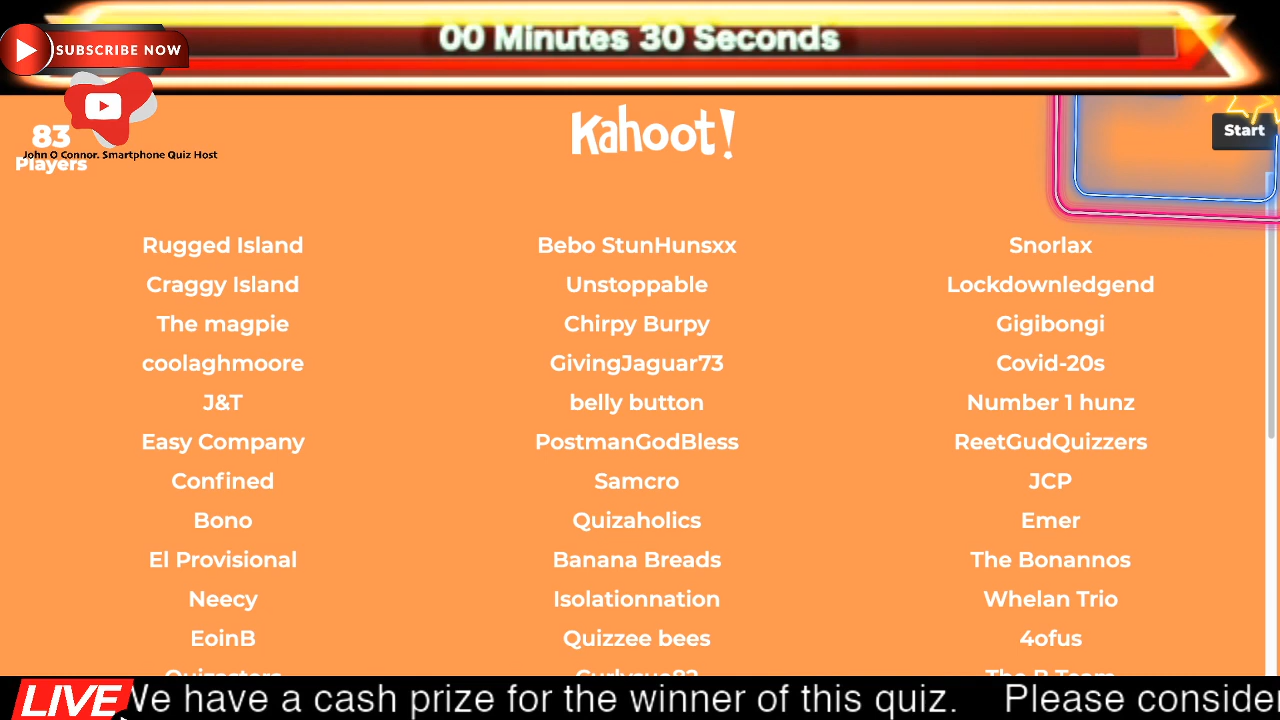 00 Minutes 30 Seconds
SUBSCRIBE NOW
83
Players
John O Connor. Smartphone Quiz Host
Kahoot!
Start
Rugged Island Bebo StunHunsxx Snorlax
Craggy Island Unstoppable Lockdownledgend
The magpie Chirpy Burpy Gigibongi
coolaghmoore GivingJaguar73 Covid-20s
J&T belly button Number 1 hunz
Easy Company PostmanGodBless ReetGudQuizzers
Confined Samcro JCP
Bono Quizaholics Emer
El Provisional Banana Breads The Bonannos
Neecy Isolationnation Whelan Trio
EoinB Quizzee bees 4ofus
The B Team
LIVE We have a cash prize for the winner of this quiz. Please consider